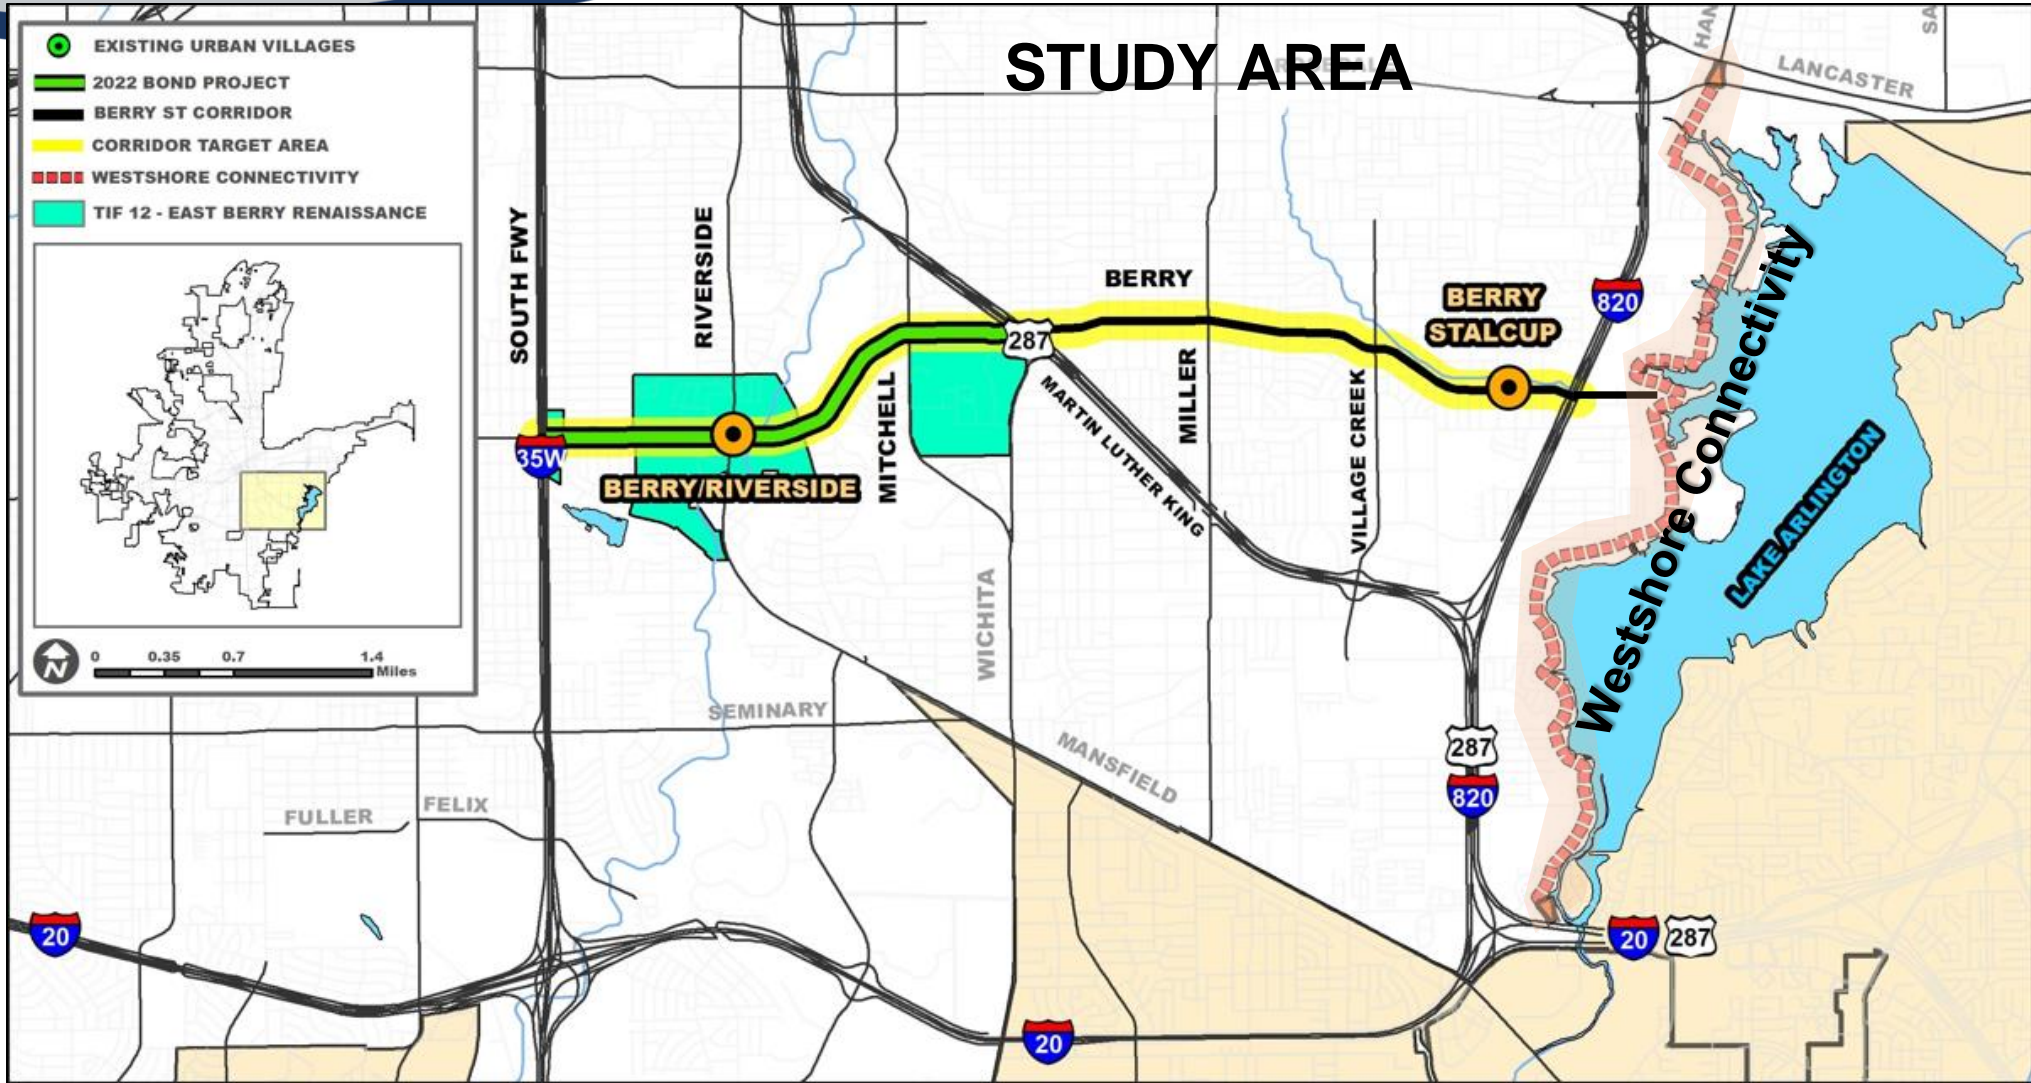 STUDY AREA
EXISTING URBAN VILLAGES
2022 BOND PROJECT
BERRY ST CORRIDOR
CORRIDOR TARGET AREA
WESTSHORE CONNECTIVITY
TIF 12 - EAST BERRY RENAISSANCE
N
0 0.35 0.7 1.4
Miles
HAN
SA
LANCASTER
SOUTH FWY
RIVERSIDE
BERRY
BERRY
STALCUP
820
287
MITCHELL
MARTIN LUTHER KING
MILLER
VILLAGE CREEK
35W
BERRY/RIVERSIDE
Westshore Connectivity
LAKE ARLINGTON
WICHITA
SEMINARY
MANSFIELD
287
820
FULLER
FELIX
20
20
287
20